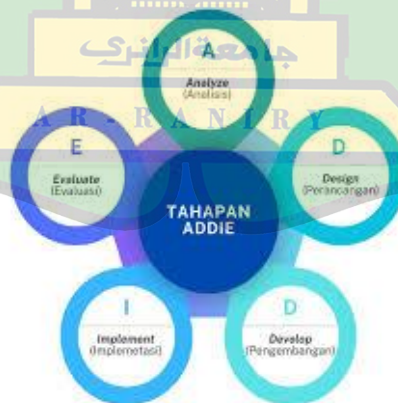 جامعة الرانري
A R - R A N I R Y
A
Analyze
(Analisis)
E
Evaluate
(Evaluasi)
D
Design
(Perancangan)
TAHAPAN
ADDIE
I
Implement
(Implemetasi)
D
Develop
(Pengembangan)